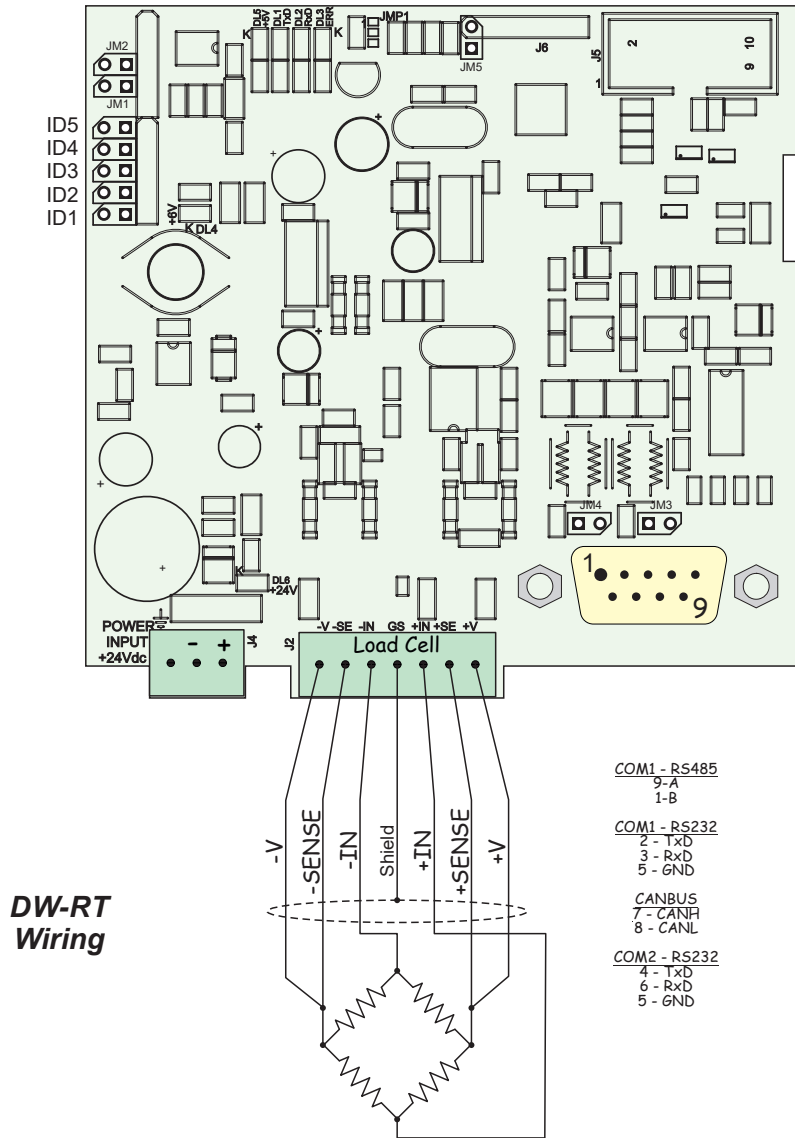 DL5
+5V
DL1
TxD
DL2
RxD
DL3
ERR
K
K
JMP1
JM2
JM1
JM5
J6
J5
2
10
1
9
ID5
ID4
ID3
ID2
ID1
+6V
K DL4
+
+
+
+
+
+
JM4
JM3
K
DL6
+24V
1
9
POWER
INPUT
+24Vdc
- +
J4
J2
-V -SE -IN GS +IN +SE +V
Load Cell
-V
-SENSE
-IN
Shield
+IN
+SENSE
+V
DW-RT
Wiring
COM1 - RS485
9-A
1-B
COM1 - RS232
2 - TxD
3 - RxD
5 - GND
CANBUS
7 - CANH
8 - CANL
COM2 - RS232
4 - TxD
6 - RxD
5 - GND